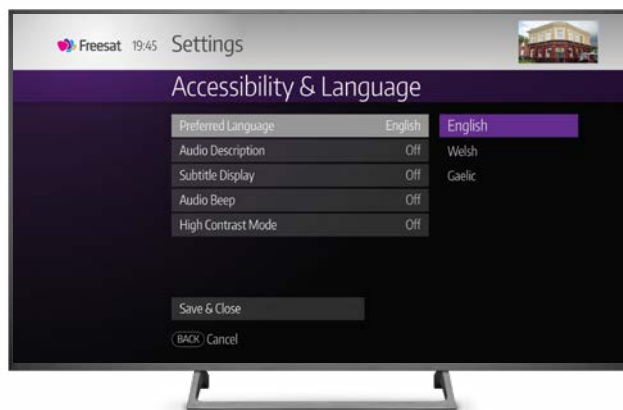 Freesat 19:45 Settings
Accessibility & Language
Preferred Language English English
Audio Description Off Welsh
Subtitle Display Off Gaelic
Audio Beep Off
High Contrast Mode Off
Save & Close
BACK Cancel